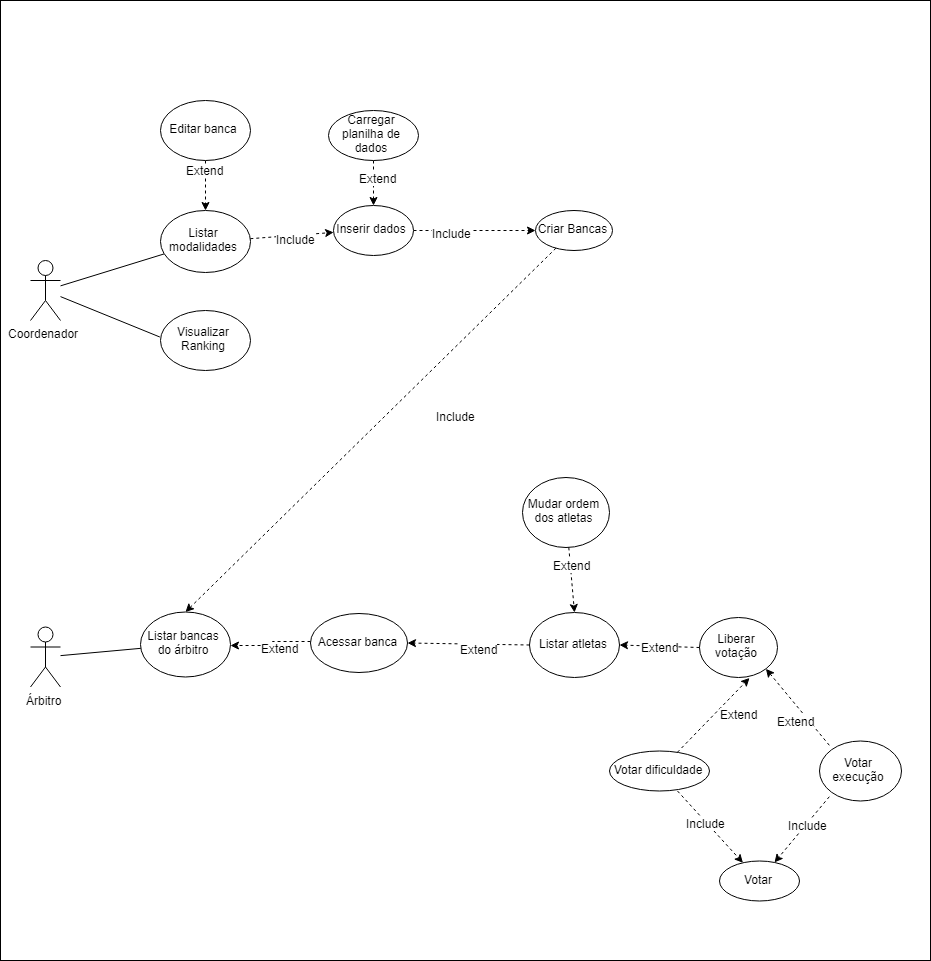 Editar banca
Carregar
planilha de
dados
Extend
Extend
Listar
modalidades
Include
Inserir dados
Include
Criar Bancas
Coordenador
Visualizar
Ranking
Include
Mudar ordem
dos atletas
Extend
Árbitro
Listar bancas
do árbitro
Extend
Acessar banca
Extend
Listar atletas
Extend
Liberar
votação
Extend
Extend
Votar dificuldade
Votar
execução
Include
Include
Votar